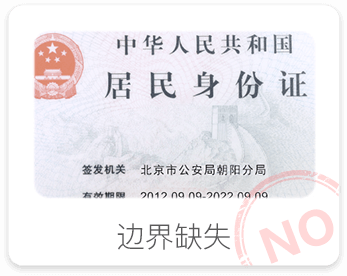 中华人民共和国
居民身份证
签发机关 北京市公安局朝阳分局
有效期限 2012.09.09-2022.09.09
边界缺失
NO